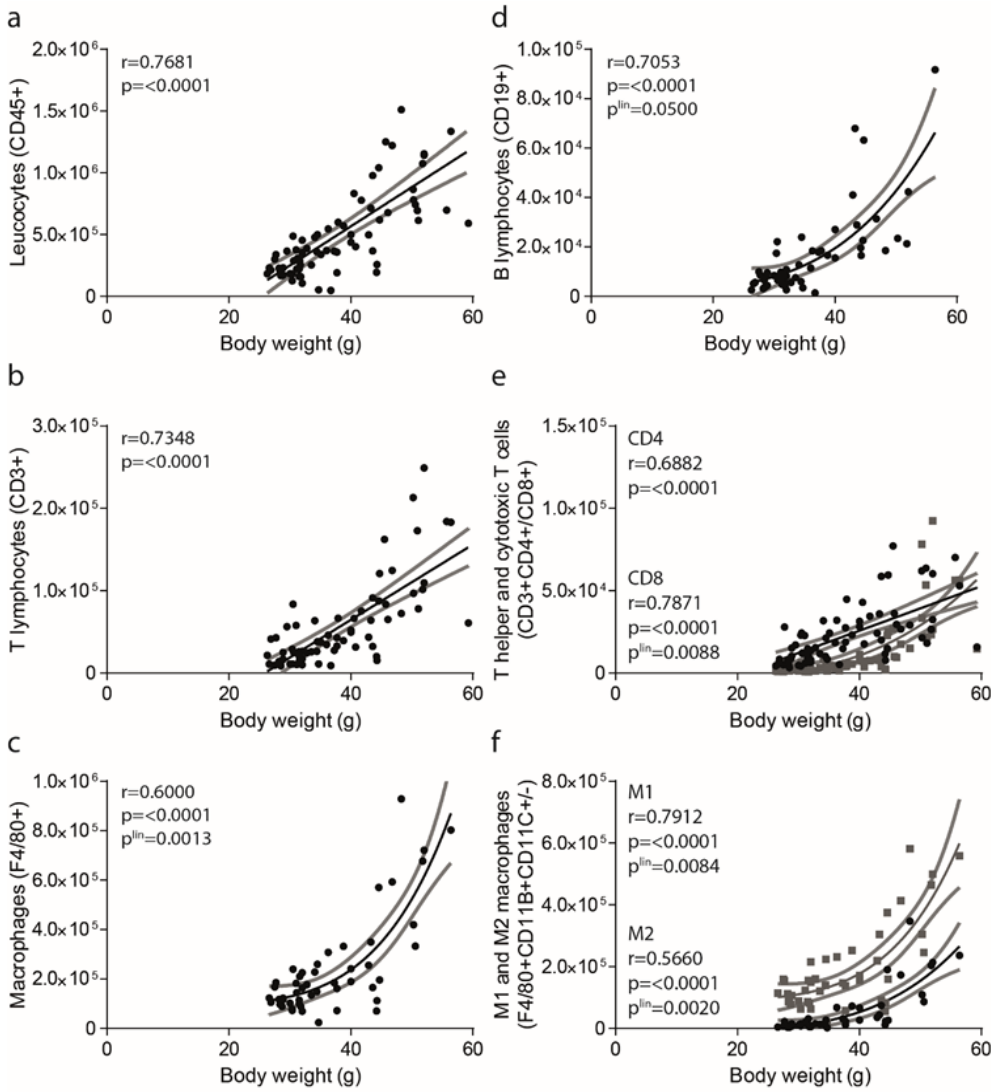 a
Leucocytes (CD45+)
2.0×10⁶
1.5×10⁶
1.0×10⁶
5.0×10⁵
0
r=0.7681
p=<0.0001
0 20 40 60
Body weight (g)
d
B lymphocytes (CD19+)
1.0×10⁵
8.0×10⁴
6.0×10⁴
4.0×10⁴
2.0×10⁴
0
r=0.7053
p=<0.0001
pˡⁱⁿ=0.0500
0 20 40 60
Body weight (g)
b
T lymphocytes (CD3+)
3.0×10⁵
2.0×10⁵
1.0×10⁵
0
r=0.7348
p=<0.0001
0 20 40 60
Body weight (g)
e
T helper and cytotoxic T cells
(CD3+CD4+/CD8+)
1.5×10⁵
1.0×10⁵
5.0×10⁴
0
CD4
r=0.6882
p=<0.0001
CD8
r=0.7871
p=<0.0001
pˡⁱⁿ=0.0088
0 20 40 60
Body weight (g)
c
Macrophages (F4/80+)
1.0×10⁶
8.0×10⁵
6.0×10⁵
4.0×10⁵
2.0×10⁵
0
r=0.6000
p=<0.0001
pˡⁱⁿ=0.0013
0 20 40 60
Body weight (g)
f
M1 and M2 macrophages
(F4/80+CD11B+CD11C+/-)
8.0×10⁵
6.0×10⁵
4.0×10⁵
2.0×10⁵
0
M1
r=0.7912
p=<0.0001
pˡⁱⁿ=0.0084
M2
r=0.5660
p=<0.0001
pˡⁱⁿ=0.0020
0 20 40 60
Body weight (g)